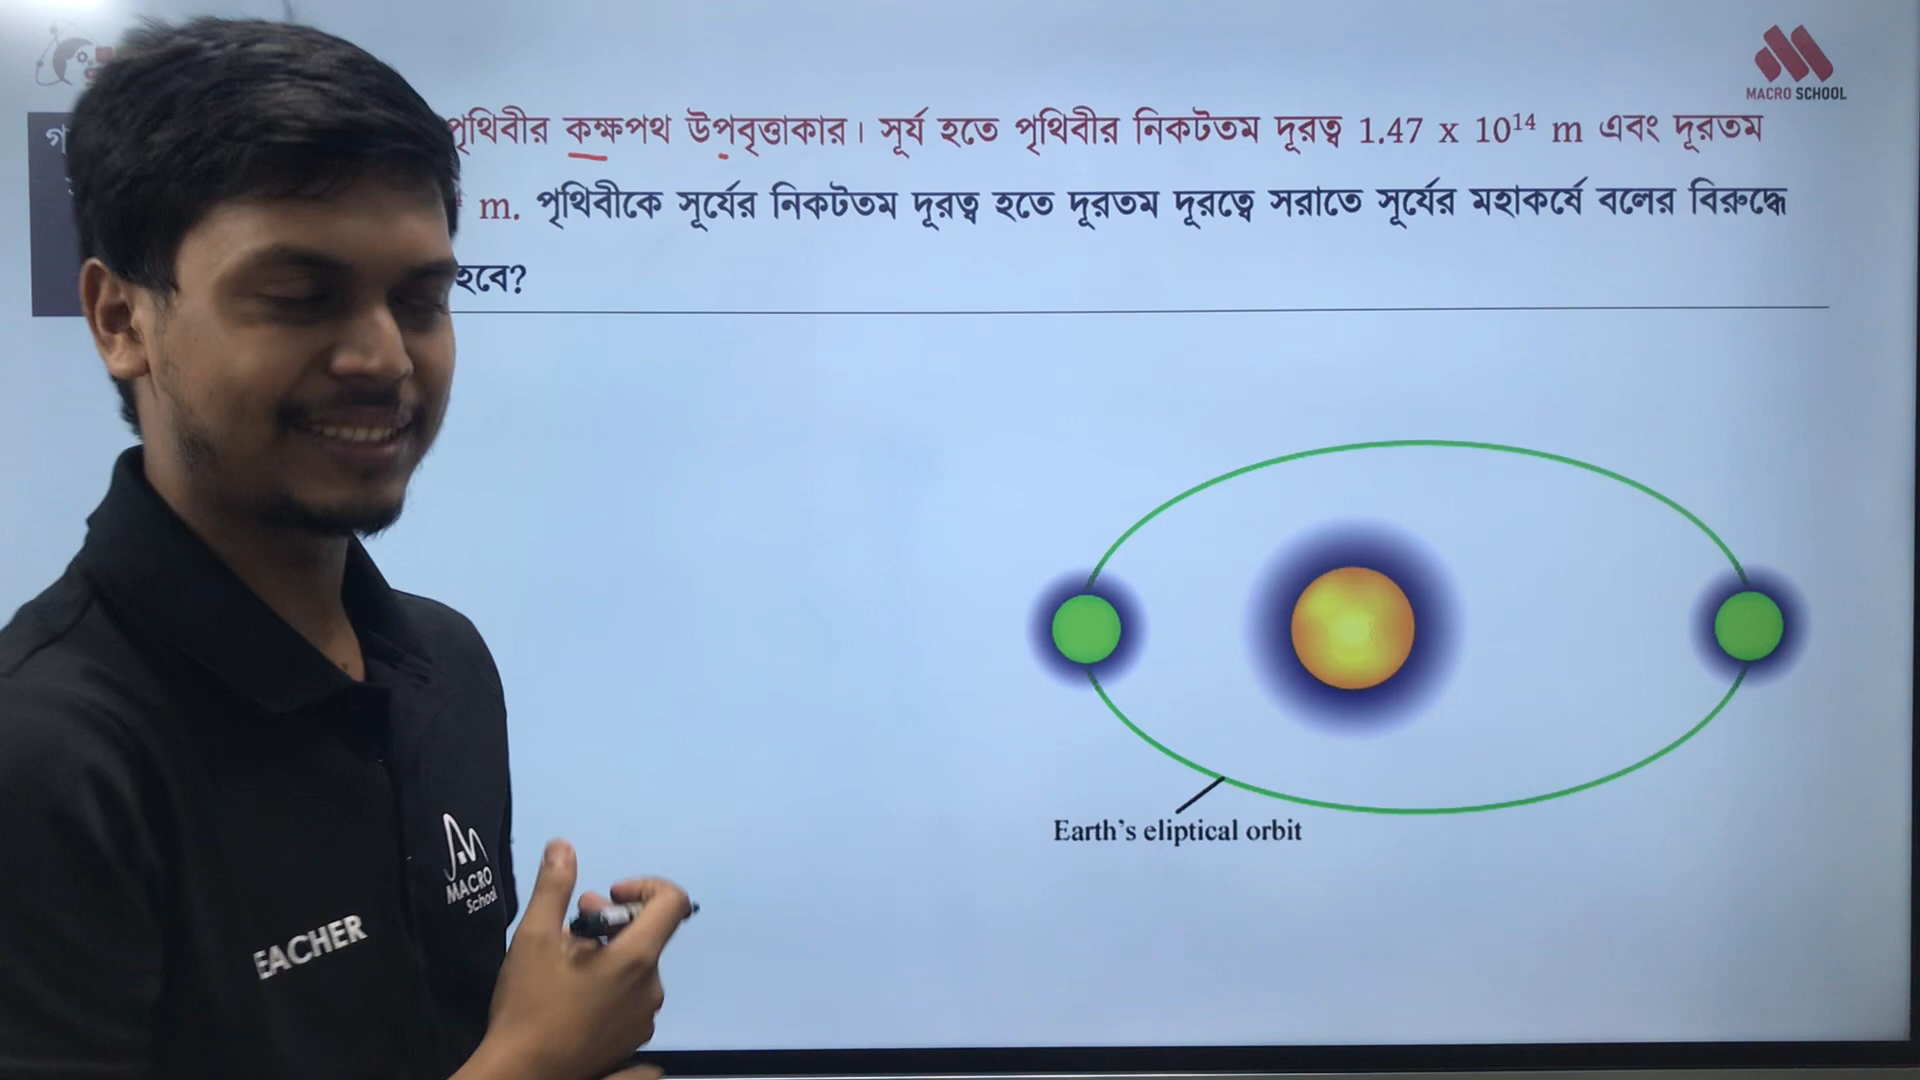 MACRO SCHOOL
পৃথিবীর কক্ষপথ উপবৃত্তাকার। সূর্য হতে পৃথিবীর নিকটতম দূরত্ব 1.47 x 10¹⁴ m এবং দূরতম
m. পৃথিবীকে সূর্যের নিকটতম দূরত্ব হতে দূরতম দূরত্বে সরাতে সূর্যের মহাকর্ষে বলের বিরুদ্ধে
হবে?
Earth's eliptical orbit
MACRO
School
EACHER